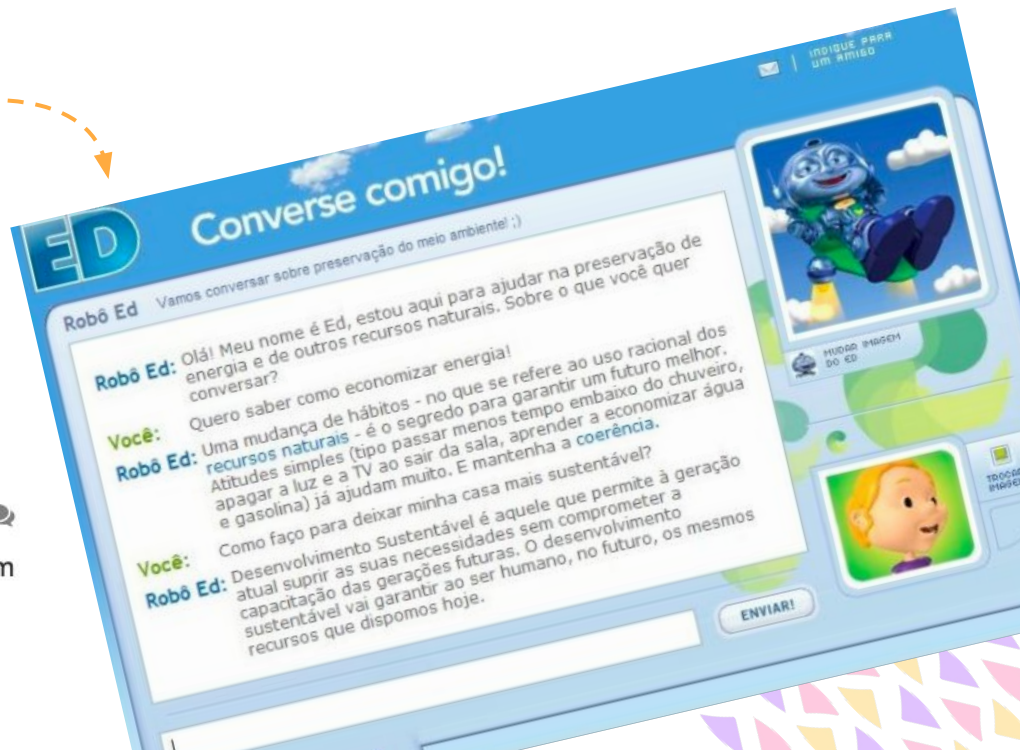 INDIQUE PARA
UM AMIGO
ED
Converse comigo!
Robô Ed Vamos conversar sobre preservação do meio ambiente! ;)
Robô Ed: Olá! Meu nome é Ed, estou aqui para ajudar na preservação de
energia e de outros recursos naturais. Sobre o que você quer
conversar?
Você: Quero saber como economizar energia!
Robô Ed: Uma mudança de hábitos - no que se refere ao uso racional dos
recursos naturais - é o segredo para garantir um futuro melhor.
Atitudes simples (tipo passar menos tempo embaixo do chuveiro,
apagar a luz e a TV ao sair da sala, aprender a economizar água
e gasolina) já ajudam muito. E mantenha a coerência.
Você: Como faço para deixar minha casa mais sustentável?
Robô Ed: Desenvolvimento Sustentável é aquele que permite à geração
atual suprir as suas necessidades sem comprometer a
capacitação das gerações futuras. O desenvolvimento
sustentável vai garantir ao ser humano, no futuro, os mesmos
recursos que dispomos hoje.
ENVIAR!
MUDAR IMAGEM
DO ED
TROCAR
IMAGEM
m